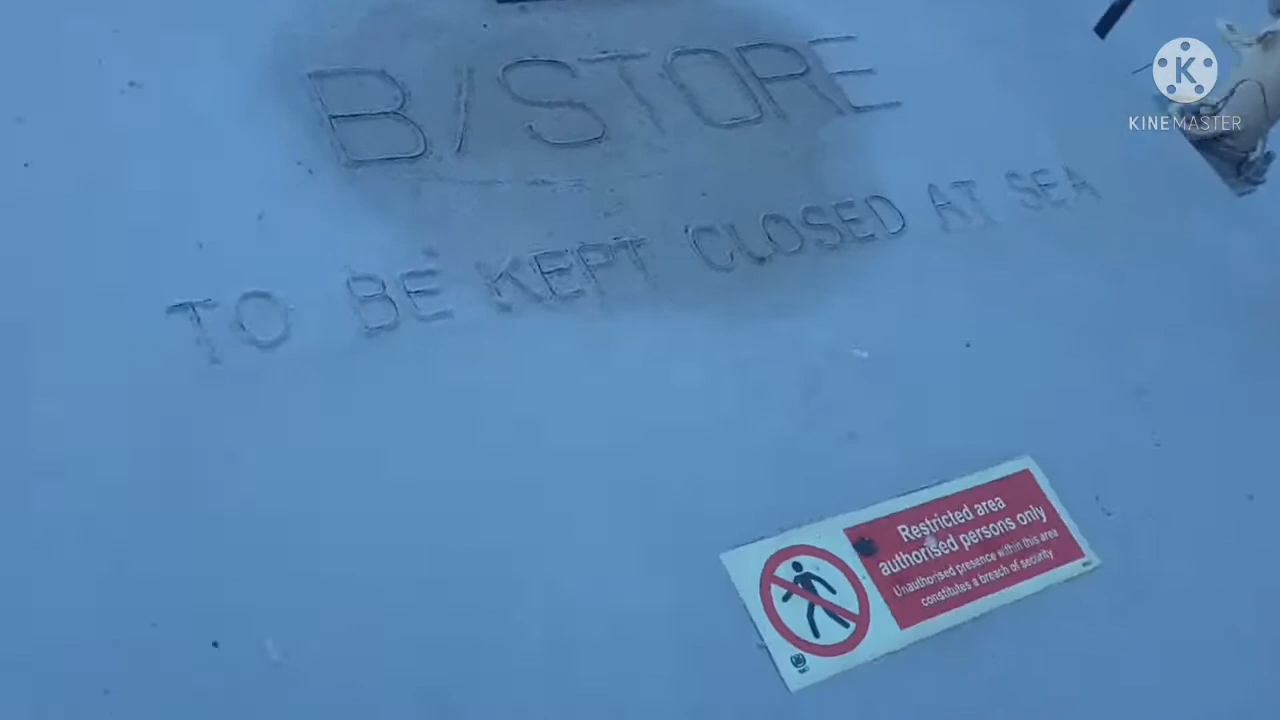 B/STORE
TO BE KEPT CLOSED AT SEA
KINEMASTER
Restricted area
authorised persons only
Unauthorised presence within this area
constitutes a breach of security